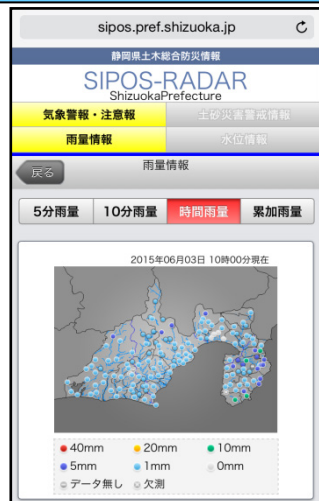 sipos.pref.shizuoka.jp
静岡県土木総合防災情報
SIPOS-RADAR
ShizuokaPrefecture
気象警報・注意報 土砂災害警戒情報
雨量情報 水位情報
戻る 雨量情報
5分雨量 10分雨量 時間雨量 累加雨量
2015年06月03日 10時00分現在
40mm 20mm 10mm
5mm 1mm 0mm
データ無し 欠測